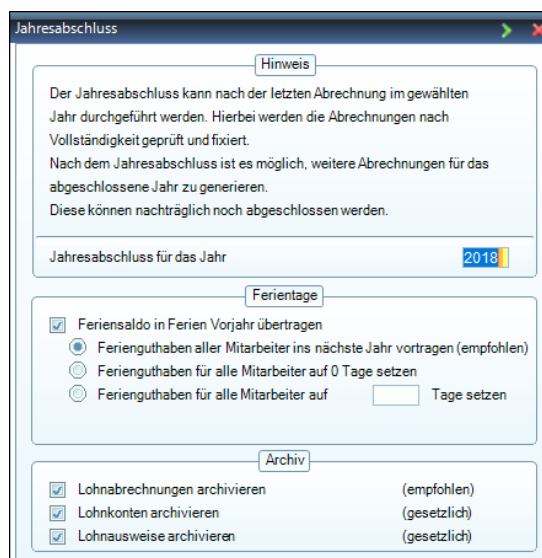 Jahresabschluss
Hinweis
Der Jahresabschluss kann nach der letzten Abrechnung im gewählten
Jahr durchgeführt werden. Hierbei werden die Abrechnungen nach
Vollständigkeit geprüft und fixiert.
Nach dem Jahresabschluss ist es möglich, weitere Abrechnungen für das
abgeschlossene Jahr zu generieren.
Diese können nachträglich noch abgeschlossen werden.
Jahresabschluss für das Jahr 2018
Ferientage
Feriensaldo in Ferien Vorjahr übertragen
Ferienguthaben aller Mitarbeiter ins nächste Jahr vortragen (empfohlen)
Ferienguthaben für alle Mitarbeiter auf 0 Tage setzen
Ferienguthaben für alle Mitarbeiter auf Tage setzen
Archiv
Lohnabrechnungen archivieren (empfohlen)
Lohnkonten archivieren (gesetzlich)
Lohnausweise archivieren (gesetzlich)